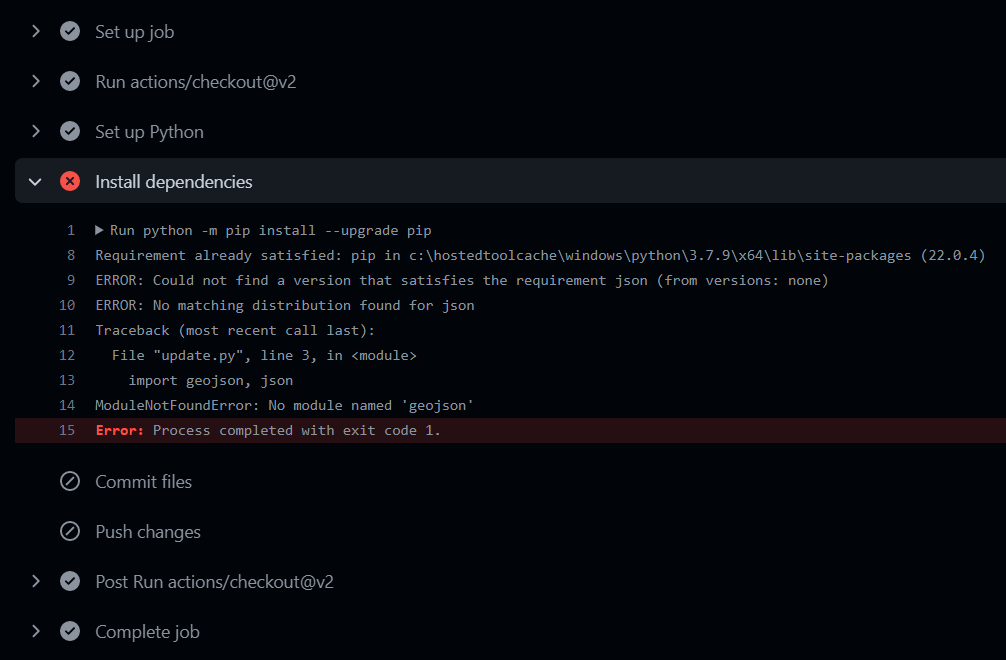 Set up job
Run actions/checkout@v2
Set up Python
Install dependencies
1 ▶ Run python -m pip install --upgrade pip
8 Requirement already satisfied: pip in c:\hostedtoolcache\windows\python\3.7.9\x64\lib\site-packages (22.0.4)
9 ERROR: Could not find a version that satisfies the requirement json (from versions: none)
10 ERROR: No matching distribution found for json
11 Traceback (most recent call last):
12   File "update.py", line 3, in <module>
13     import geojson, json
14 ModuleNotFoundError: No module named 'geojson'
15 Error: Process completed with exit code 1.
Commit files
Push changes
Post Run actions/checkout@v2
Complete job